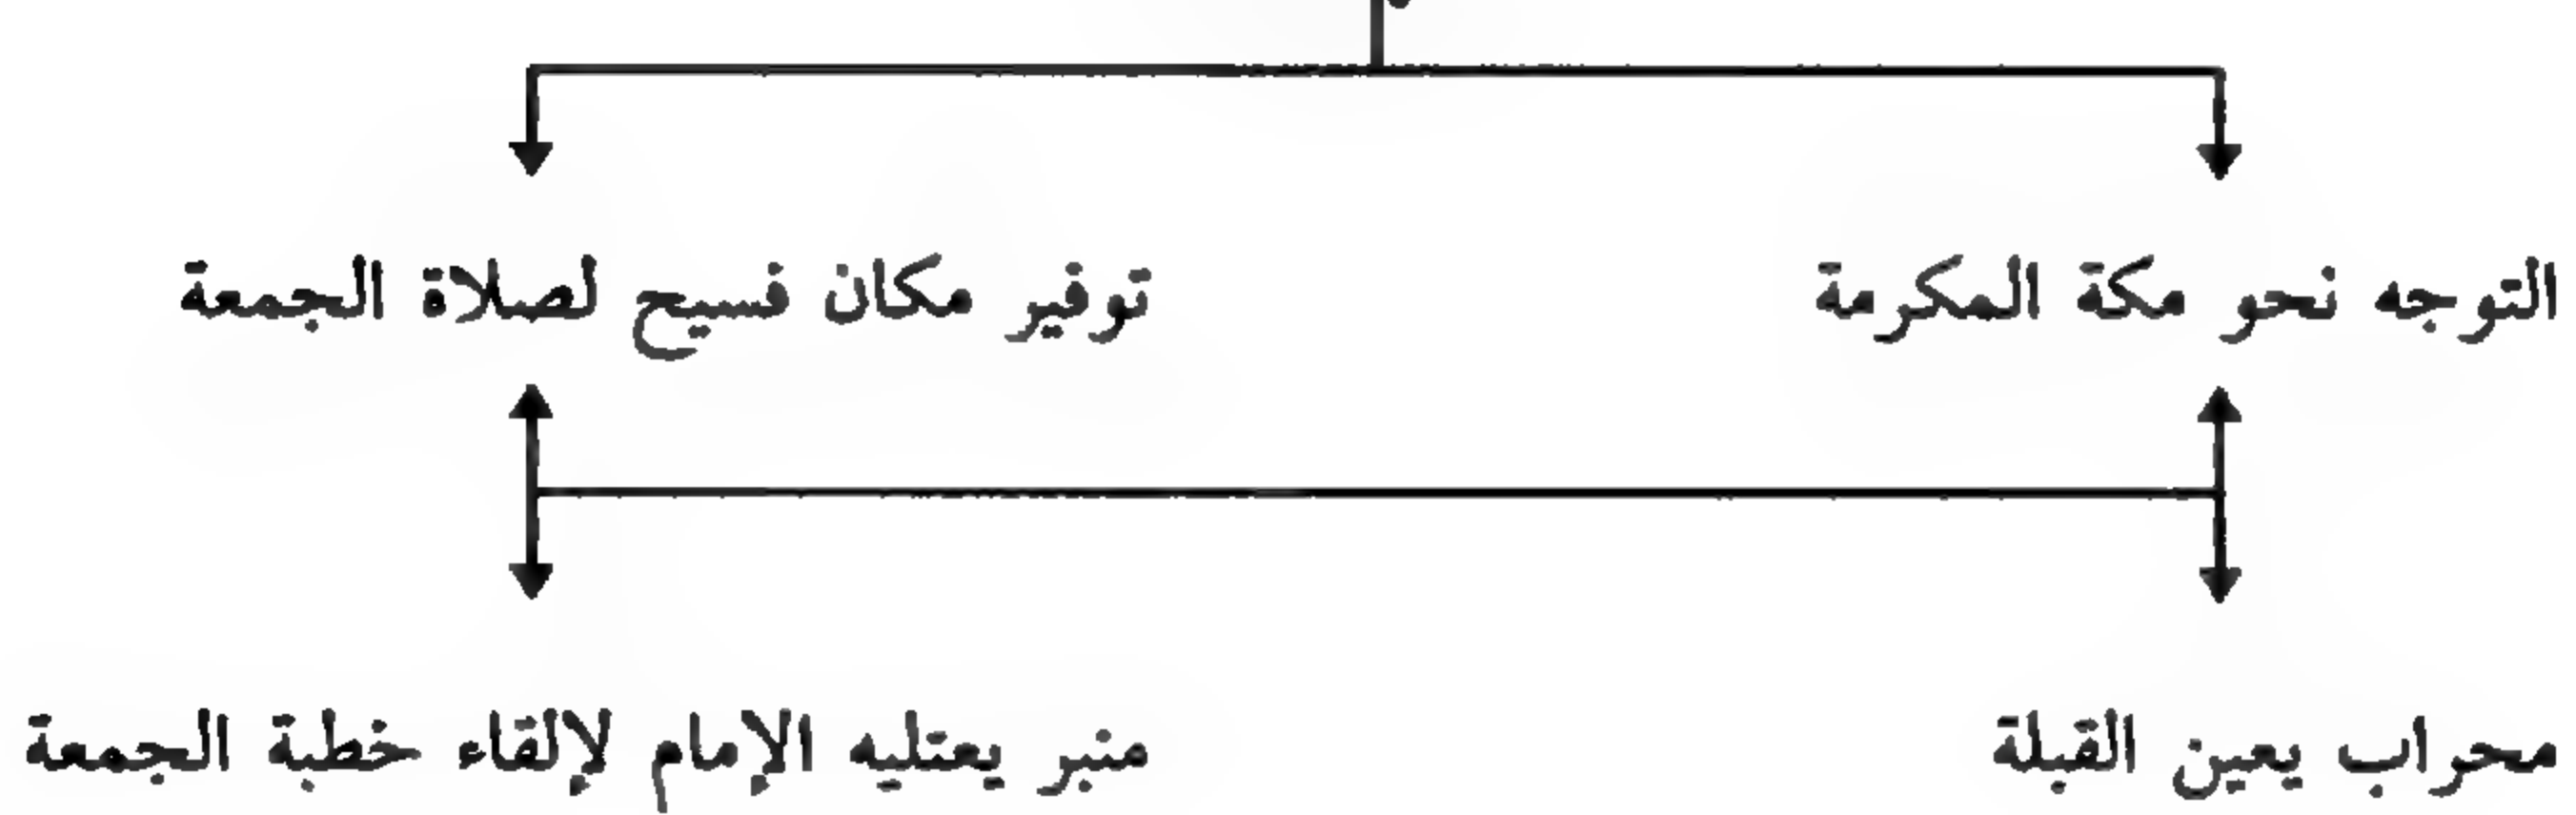 التوجه نحو مكة المكرمة
توفير مكان فسيح لصلاة الجمعة
محراب يعين القبلة
منبر يعتليه الإمام لإلقاء خطبة الجمعة